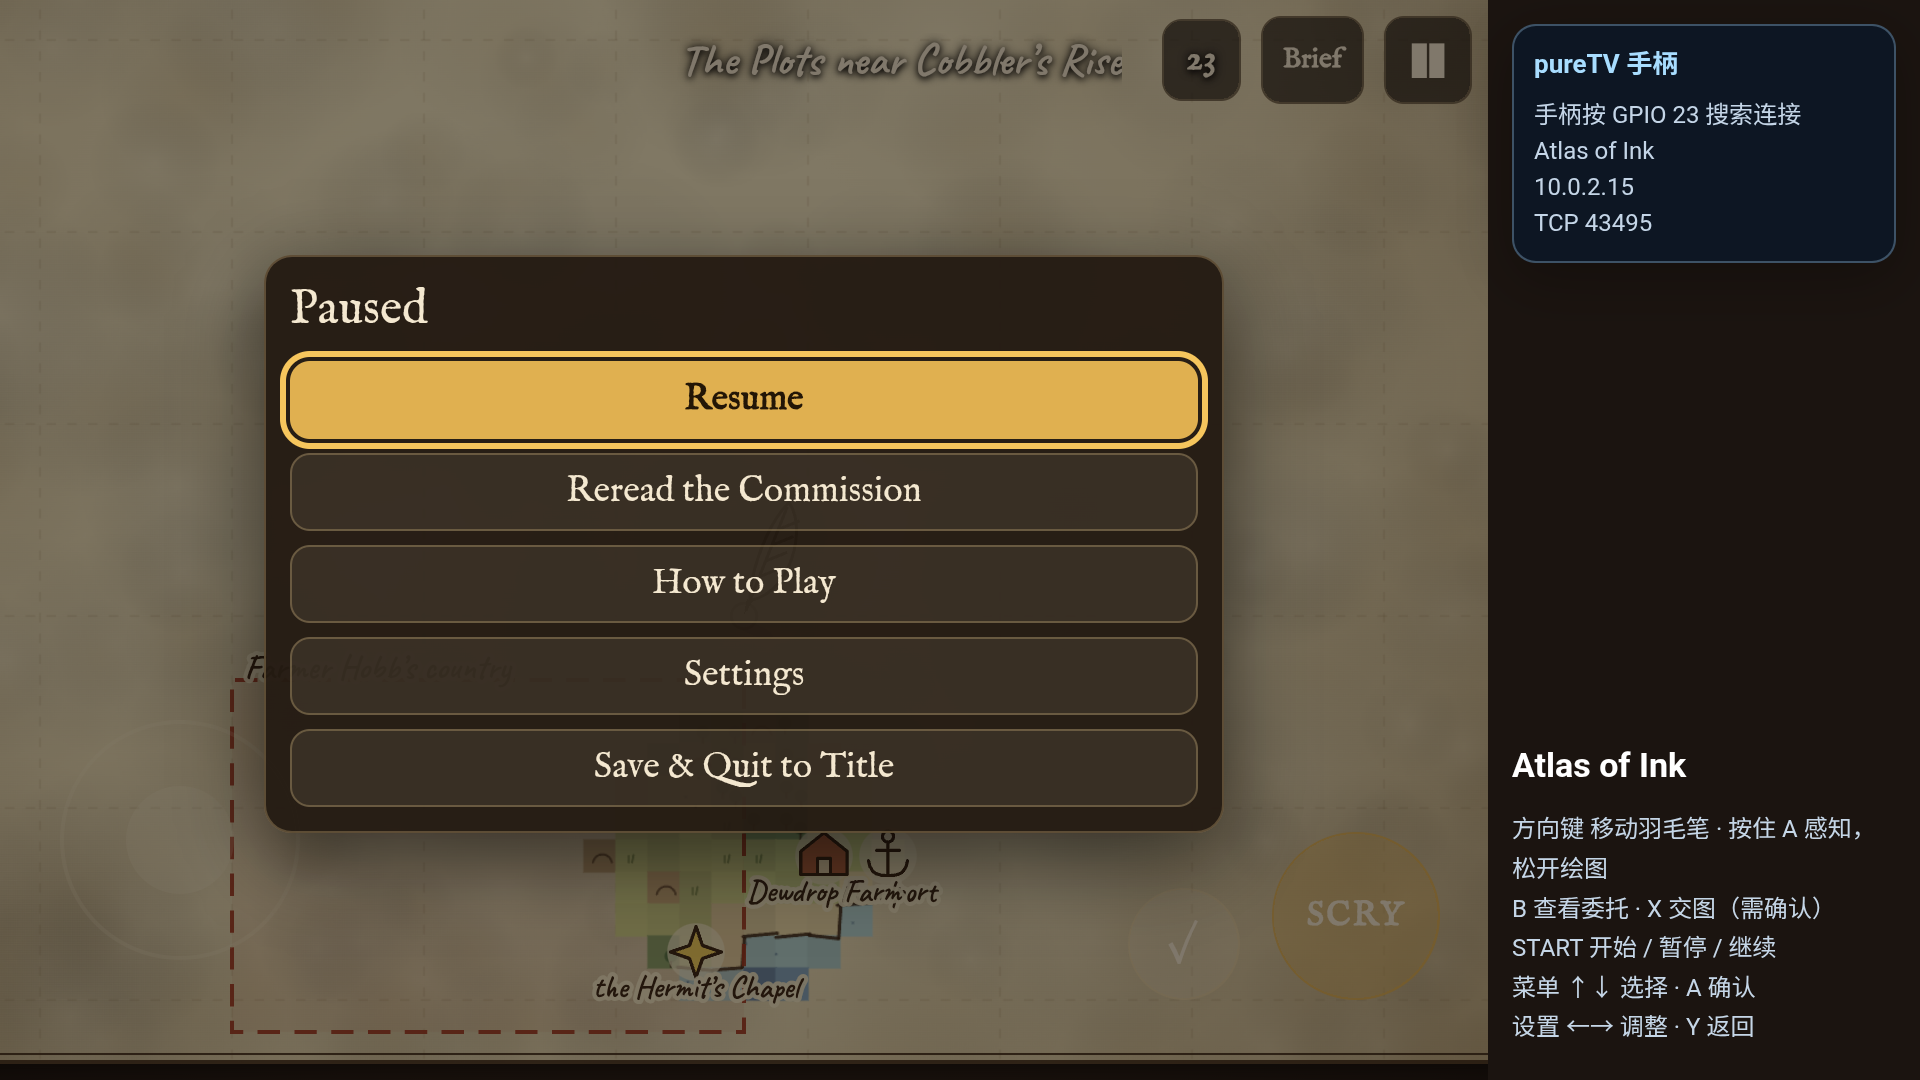 The Plots near Cobbler's Rise
23
Brief
Paused
Resume
Reread the Commission
How to Play
Settings
Save & Quit to Title
Farmer Hobb's country
Dewdrop Farm
ort
the Hermit's Chapel
√
SCRY
pureTV 手柄
手柄按 GPIO 23 搜索连接
Atlas of Ink
10.0.2.15
TCP 43495
Atlas of Ink
方向键 移动羽毛笔 · 按住 A 感知，
松开绘图
B 查看委托 · X 交图（需确认）
START 开始 / 暂停 / 继续
菜单 ↑↓ 选择 · A 确认
设置 ←→ 调整 · Y 返回